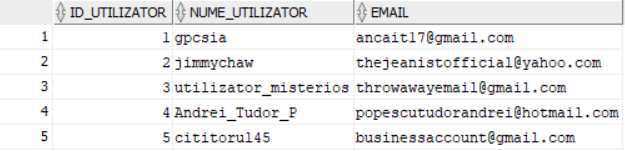 ID_UTILIZATOR NUME_UTILIZATOR EMAIL
1 1 gpcsia ancait17@gmail.com
2 2 jimmychaw thejeanistofficial@yahoo.com
3 3 utilizator_misterios throwawayemail@gmail.com
4 4 Andrei_Tudor_P popescutudorandrei@hotmail.com
5 5 cititorul45 businessaccount@gmail.com